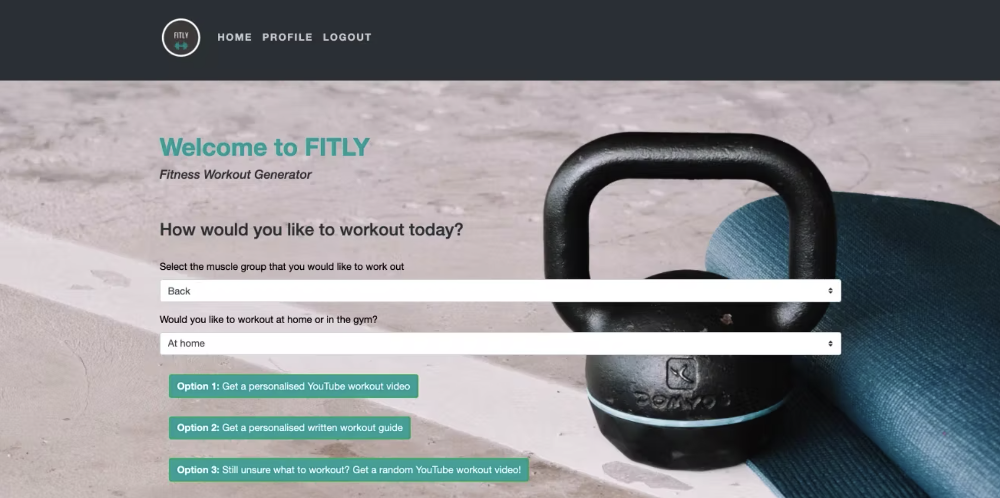 FITLY
HOME PROFILE LOGOUT
Welcome to FITLY
Fitness Workout Generator
How would you like to workout today?
Select the muscle group that you would like to work out
Back
Would you like to workout at home or in the gym?
At home
Option 1: Get a personalised YouTube workout video
DOMYOS
Option 2: Get a personalised written workout guide
Option 3: Still unsure what to workout? Get a random YouTube workout video!